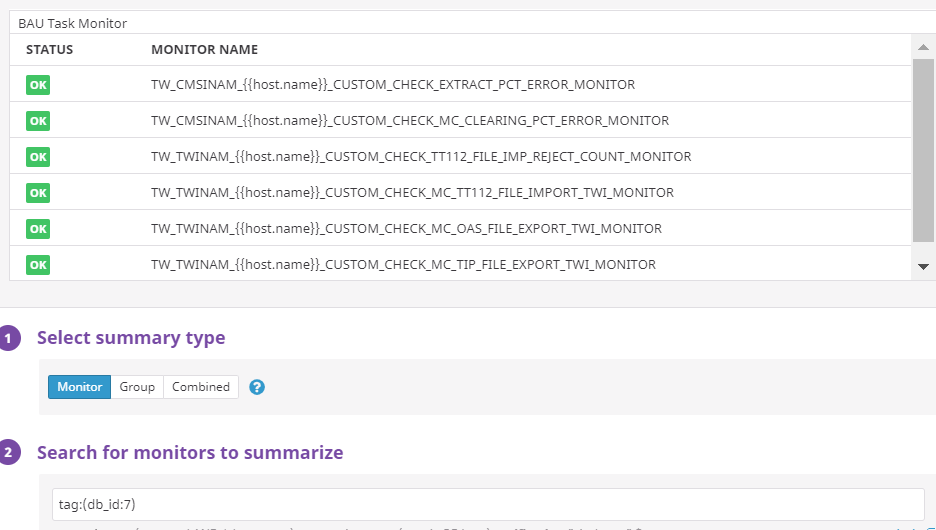 BAU Task Monitor
STATUS MONITOR NAME
OK TW_CMSINAM_{{host.name}}_CUSTOM_CHECK_EXTRACT_PCT_ERROR_MONITOR
OK TW_CMSINAM_{{host.name}}_CUSTOM_CHECK_MC_CLEARING_PCT_ERROR_MONITOR
OK TW_TWINAM_{{host.name}}_CUSTOM_CHECK_TT112_FILE_IMP_REJECT_COUNT_MONITOR
OK TW_TWINAM_{{host.name}}_CUSTOM_CHECK_MC_TT112_FILE_IMPORT_TWI_MONITOR
OK TW_TWINAM_{{host.name}}_CUSTOM_CHECK_MC_OAS_FILE_EXPORT_TWI_MONITOR
OK TW_TWINAM_{{host.name}}_CUSTOM_CHECK_MC_TIP_FILE_EXPORT_TWI_MONITOR
1 Select summary type
Monitor Group Combined ?
2 Search for monitors to summarize
tag:(db_id:7)